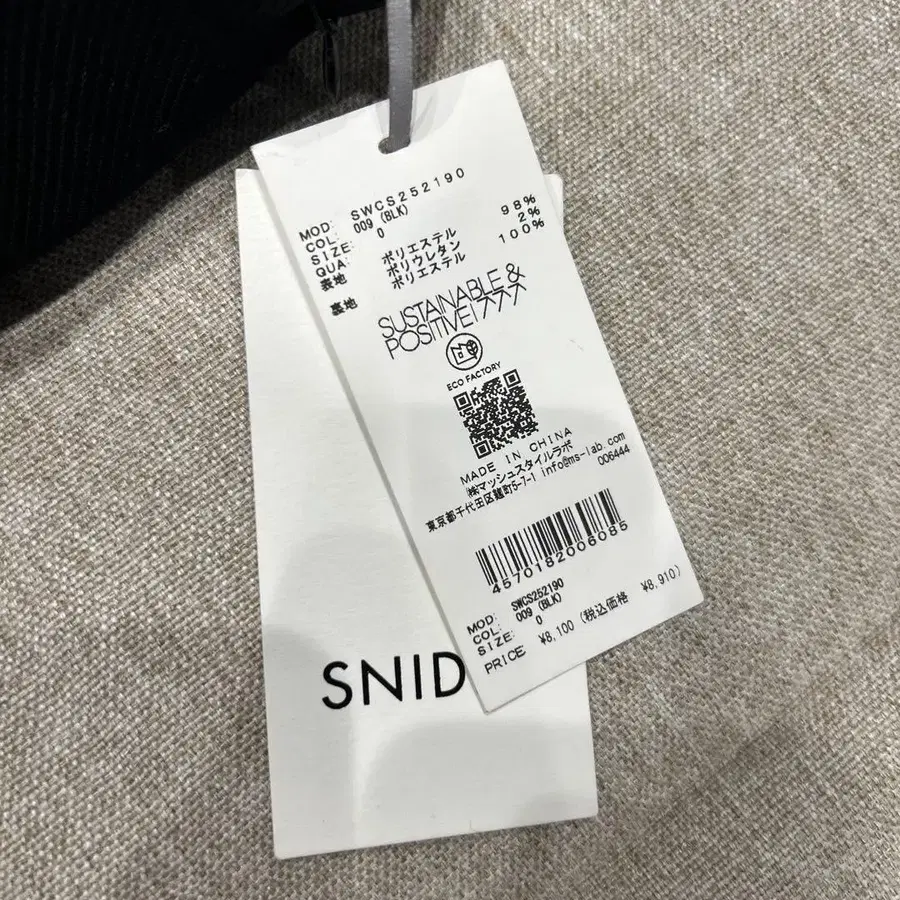 MOD: SWCS252190
COL: 009 (BLK)
SIZE: 0
QUA:
表地 ポリエステル 98%
ポリウレタン 2%
裏地 ポリエステル 100%
SUSTAINABLE &
POSITIVE!
ECO FACTORY
MADE IN CHINA
㈱マッシュスタイルラボ
東京都千代田区麹町5-7-1 info@ms-lab.com
006444
4570182006085
MOD: SWCS252190
COL: 009 (BLK)
SIZE: 0
PRICE: ¥8,100 (税込価格 ¥8,910)
SNID